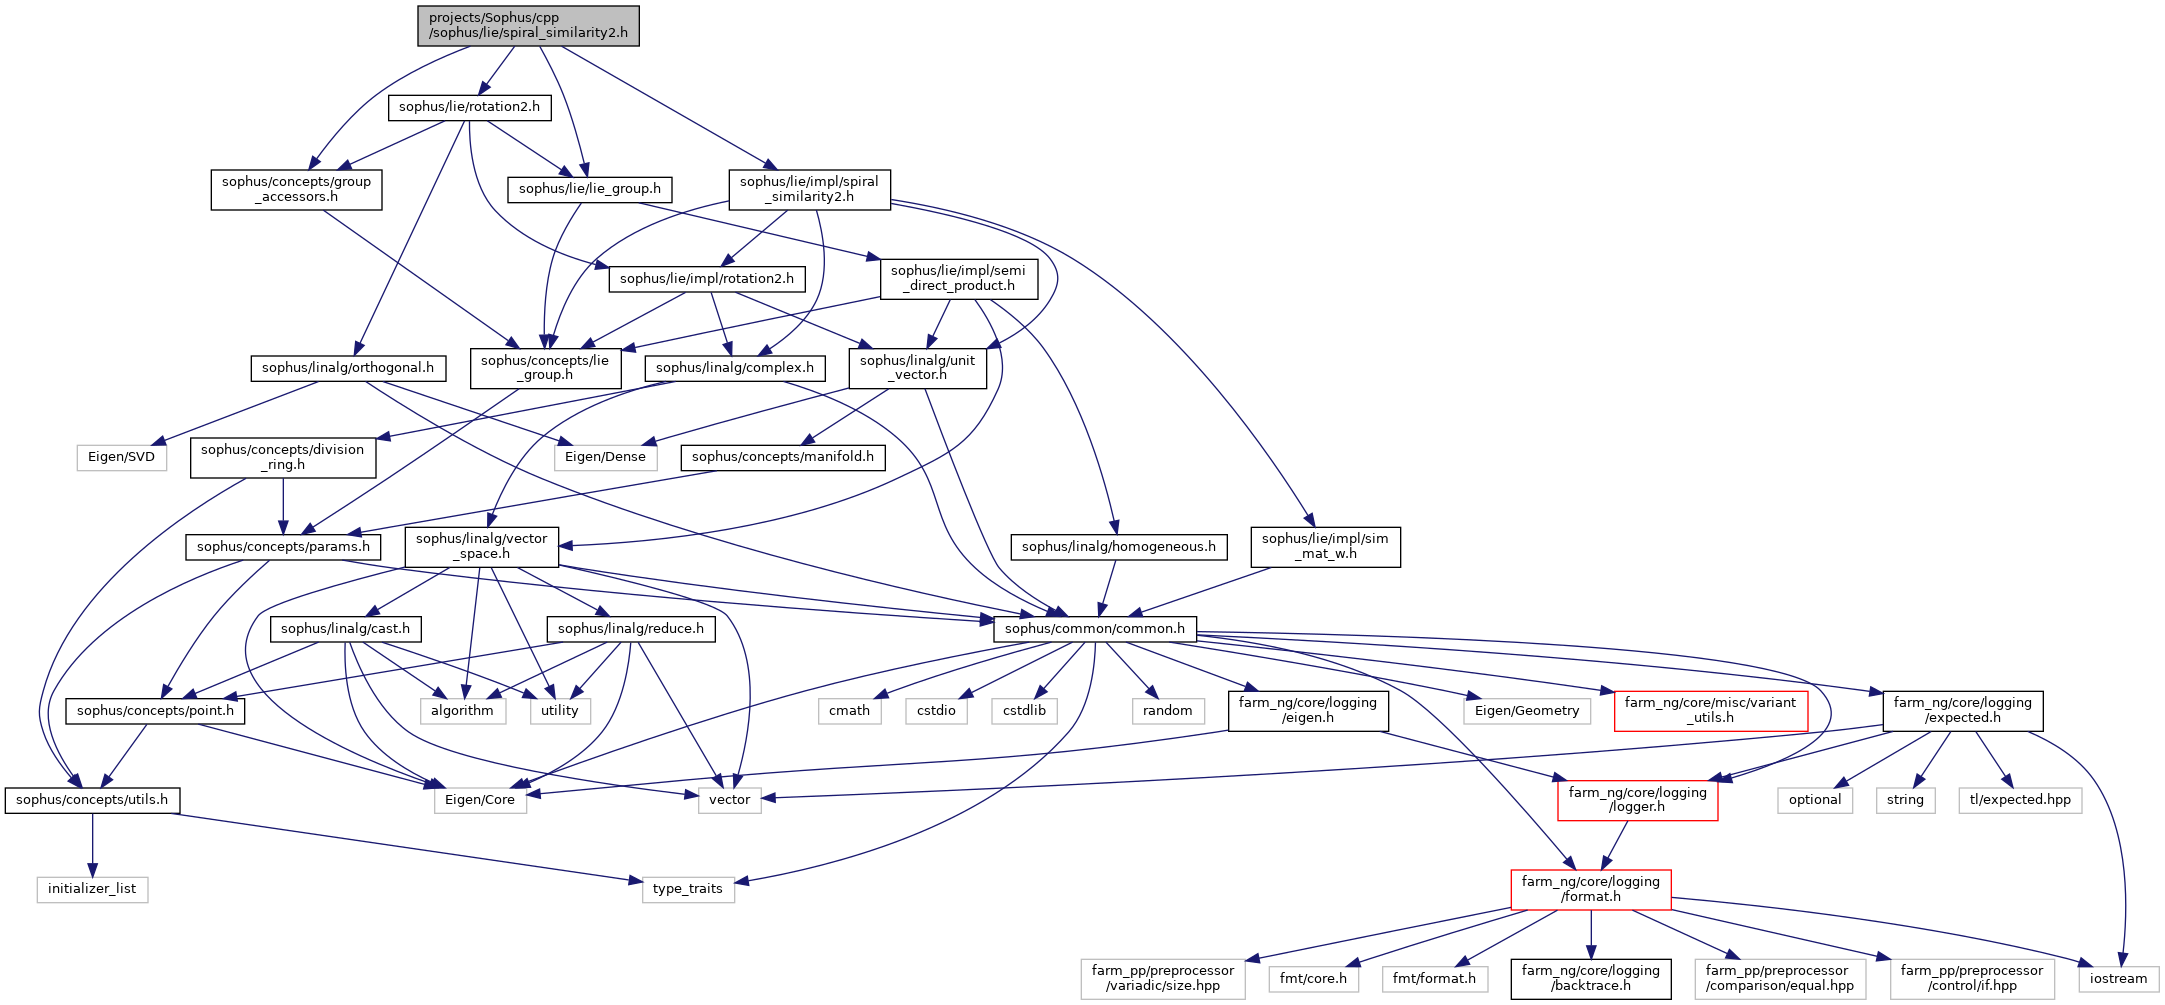 projects/Sophus/cpp
/sophus/lie/spiral_similarity2.h
sophus/lie/rotation2.h
sophus/concepts/group
_accessors.h
sophus/lie/lie_group.h
sophus/lie/impl/spiral
_similarity2.h
sophus/lie/impl/rotation2.h
sophus/lie/impl/semi
_direct_product.h
sophus/linalg/orthogonal.h
sophus/concepts/lie
_group.h
sophus/linalg/complex.h
sophus/linalg/unit
_vector.h
Eigen/SVD
sophus/concepts/division
_ring.h
Eigen/Dense
sophus/concepts/manifold.h
sophus/concepts/params.h
sophus/linalg/vector
_space.h
sophus/linalg/homogeneous.h
sophus/lie/impl/sim
_mat_w.h
sophus/linalg/cast.h
sophus/linalg/reduce.h
sophus/common/common.h
sophus/concepts/point.h
algorithm
utility
cmath
cstdio
cstdlib
random
farm_ng/core/logging
/eigen.h
Eigen/Geometry
farm_ng/core/misc/variant
_utils.h
farm_ng/core/logging
/expected.h
sophus/concepts/utils.h
Eigen/Core
vector
farm_ng/core/logging
/logger.h
optional
string
tl/expected.hpp
initializer_list
type_traits
farm_ng/core/logging
/format.h
farm_pp/preprocessor
/variadic/size.hpp
fmt/core.h
fmt/format.h
farm_ng/core/logging
/backtrace.h
farm_pp/preprocessor
/comparison/equal.hpp
farm_pp/preprocessor
/control/if.hpp
iostream